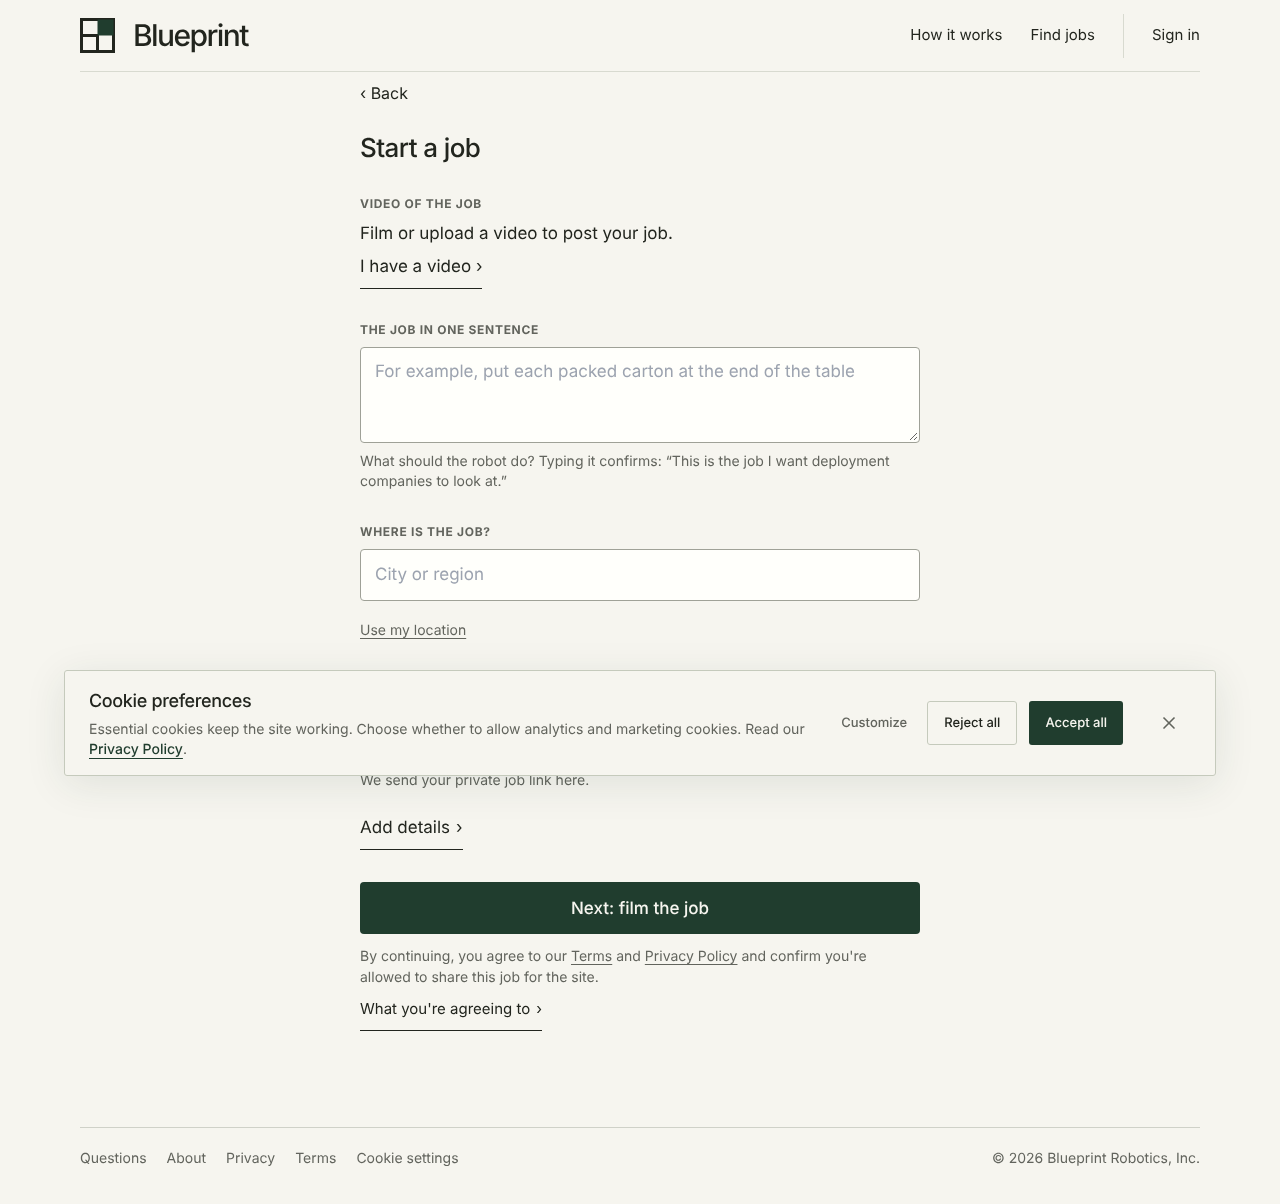 Blueprint
How it works
Find jobs
Sign in
‹ Back
Start a job
VIDEO OF THE JOB
Film or upload a video to post your job.
I have a video ›
THE JOB IN ONE SENTENCE
For example, put each packed carton at the end of the table
What should the robot do? Typing it confirms: “This is the job I want deployment
companies to look at.”
WHERE IS THE JOB?
City or region
Use my location
Cookie preferences
Essential cookies keep the site working. Choose whether to allow analytics and marketing cookies. Read our
Privacy Policy.
Customize
Reject all
Accept all
We send your private job link here.
Add details ›
Next: film the job
By continuing, you agree to our Terms and Privacy Policy and confirm you're
allowed to share this job for the site.
What you're agreeing to ›
Questions
About
Privacy
Terms
Cookie settings
© 2026 Blueprint Robotics, Inc.